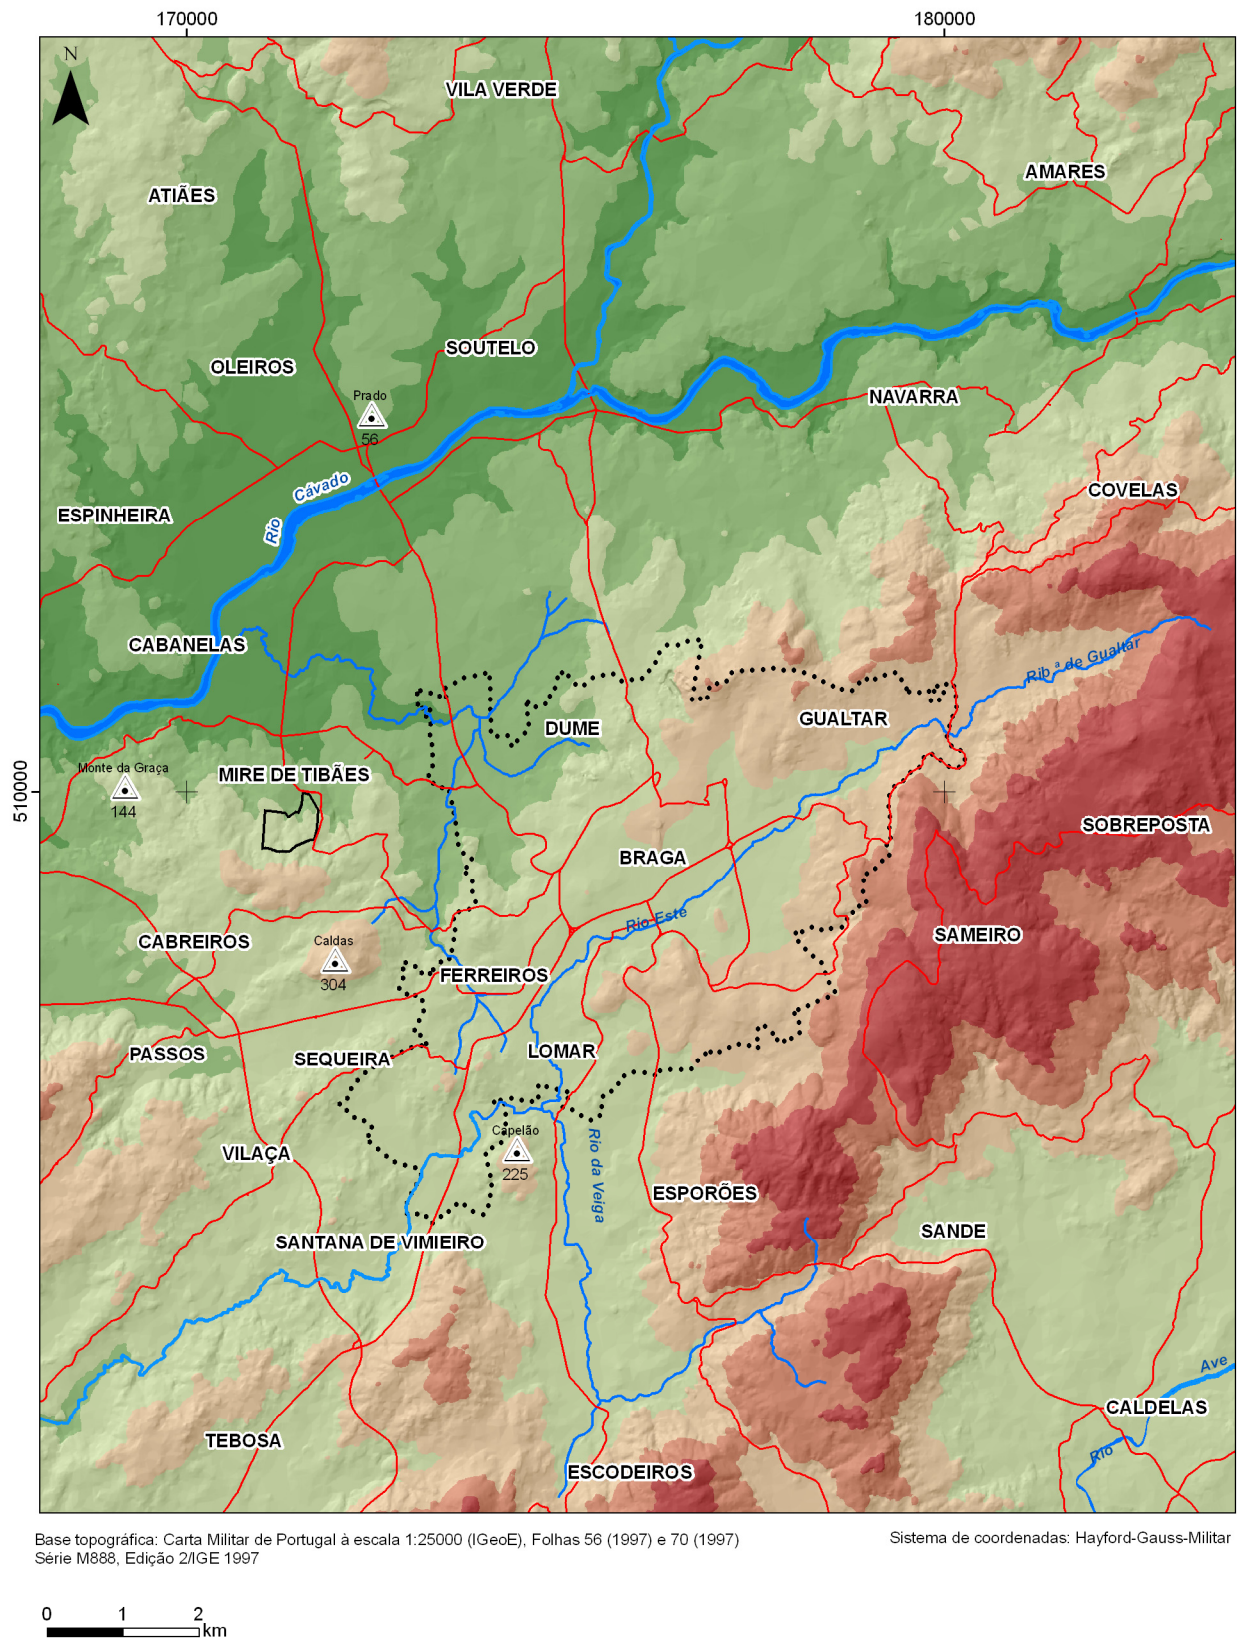 170000
180000
N
VILA VERDE
AMARES
ATIÃES
SOUTELO
OLEIROS
Prado
56
NAVARRA
Rio Cávado
COVELAS
ESPINHEIRA
CABANELAS
Rib.ª de Gualtar
GUALTAR
DUME
Monte da Graça
144
MIRE DE TIBÃES
510000
SOBREPOSTA
BRAGA
Rio Este
CABREIROS
Caldas
304
SAMEIRO
FERREIROS
PASSOS
SEQUEIRA
LOMAR
Capelão
225
VILAÇA
Rio da Veiga
ESPORÕES
SANDE
SANTANA DE VIMIEIRO
Rio Ave
CALDELAS
TEBOSA
ESCODEIROS
Base topográfica: Carta Militar de Portugal à escala 1:25000 (IGeoE), Folhas 56 (1997) e 70 (1997)
Série M888, Edição 2/IGE 1997
Sistema de coordenadas: Hayford-Gauss-Militar
0 1 2
km